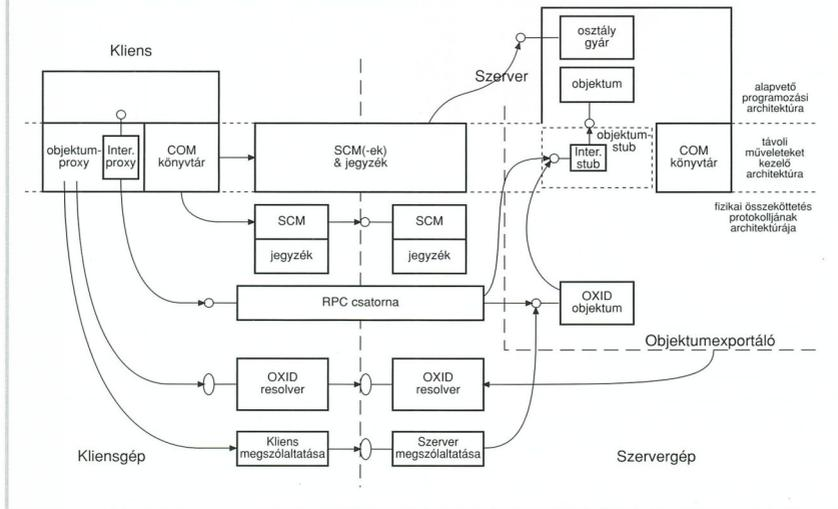 Kliens
Szerver
osztály
gyár
objektum
alapvető
programozási
architektúra
objektum-
proxy
Inter.
proxy
COM
könyvtár
SCM(-ek)
& jegyzék
objektum-
stub
Inter.
stub
COM
könyvtár
távoli
műveleteket
kezelő
architektúra
SCM
jegyzék
SCM
jegyzék
fizikai összeköttetés
protokolljának
architektúrája
RPC csatorna
OXID
objektum
Objektumexportáló
OXID
resolver
OXID
resolver
Kliensgép
Kliens
megszólaltatása
Szerver
megszólaltatása
Szervergép